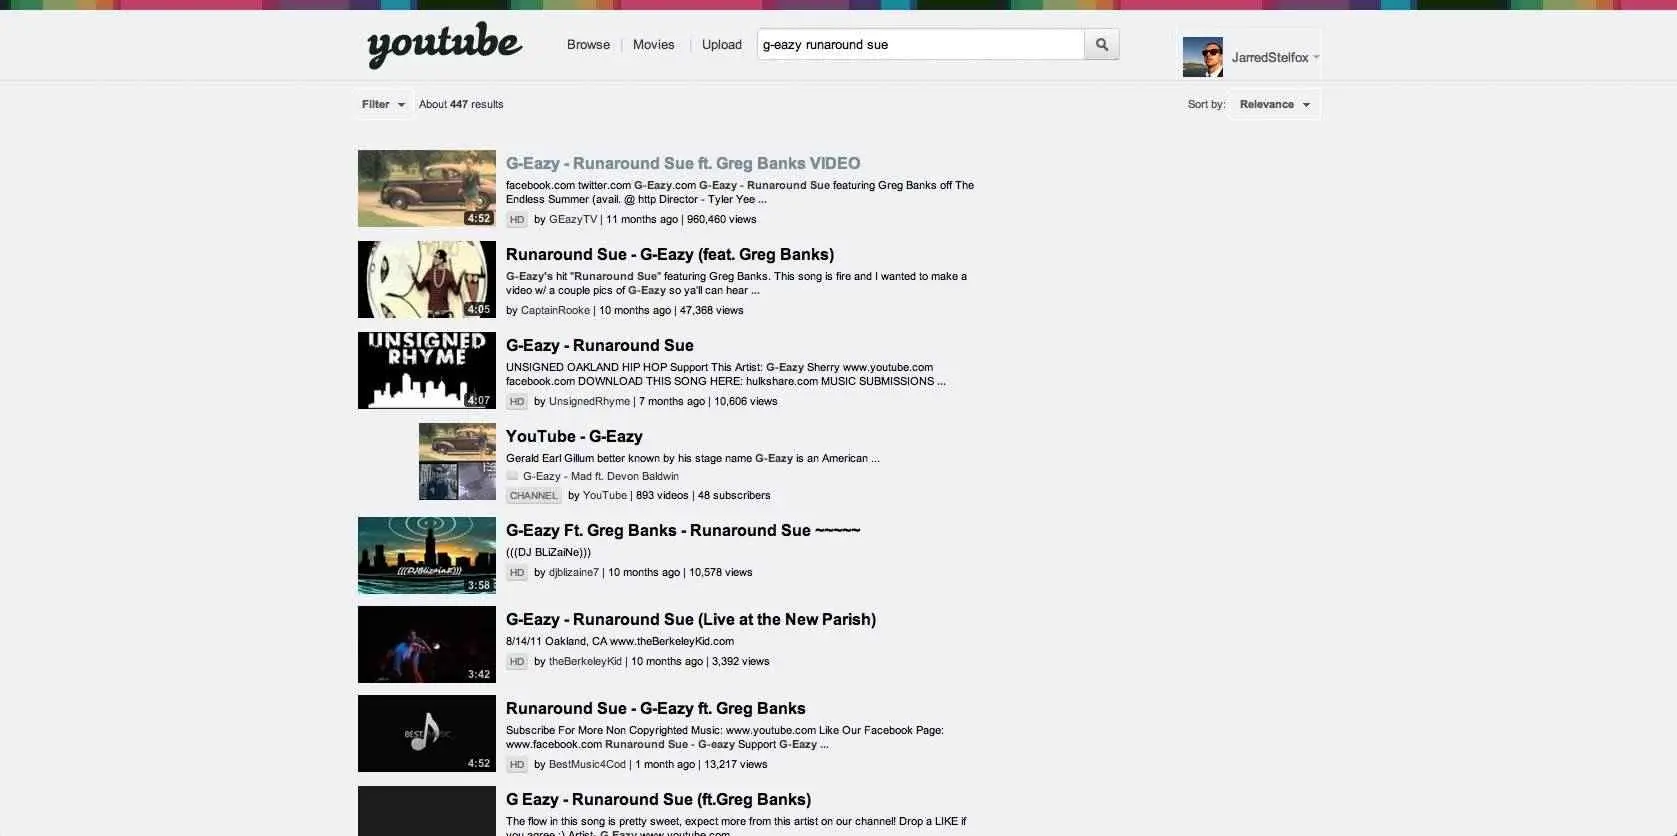 youtube
Browse | Movies | Upload
g-eazy runaround sue
JarredStelfox
Filter
About 447 results
Sort by: Relevance
4:52
G-Eazy - Runaround Sue ft. Greg Banks VIDEO
facebook.com twitter.com G-Eazy.com G-Eazy - Runaround Sue featuring Greg Banks off The
Endless Summer (avail. @ http Director - Tyler Yee ...
HD by GEazyTV | 11 months ago | 960,460 views
4:05
Runaround Sue - G-Eazy (feat. Greg Banks)
G-Eazy's hit "Runaround Sue" featuring Greg Banks. This song is fire and I wanted to make a
video w/ a couple pics of G-Eazy so ya'll can hear ...
by CaptainRooke | 10 months ago | 47,368 views
UNSIGNED
RHYME
4:07
G-Eazy - Runaround Sue
UNSIGNED OAKLAND HIP HOP Support This Artist: G-Eazy Sherry www.youtube.com
facebook.com DOWNLOAD THIS SONG HERE: hulkshare.com MUSIC SUBMISSIONS ...
HD by UnsignedRhyme | 7 months ago | 10,606 views
YouTube - G-Eazy
Gerald Earl Gillum better known by his stage name G-Eazy is an American ...
G-Eazy - Mad ft. Devon Baldwin
CHANNEL by YouTube | 893 videos | 48 subscribers
(((DJBlizaine)))
3:58
G-Eazy Ft. Greg Banks - Runaround Sue ~~~~~
(((DJ BLiZaiNe)))
HD by djblizaine7 | 10 months ago | 10,578 views
3:42
G-Eazy - Runaround Sue (Live at the New Parish)
8/14/11 Oakland, CA www.theBerkeleyKid.com
HD by theBerkeleyKid | 10 months ago | 3,392 views
BEST
4:52
Runaround Sue - G-Eazy ft. Greg Banks
Subscribe For More Non Copyrighted Music: www.youtube.com Like Our Facebook Page:
www.facebook.com Runaround Sue - G-eazy Support G-Eazy ...
HD by BestMusic4Cod | 1 month ago | 13,217 views
G Eazy - Runaround Sue (ft.Greg Banks)
The flow in this song is pretty sweet, expect more from this artist on our channel! Drop a LIKE if
you agree :) Artist- G Eazy www.youtube.com